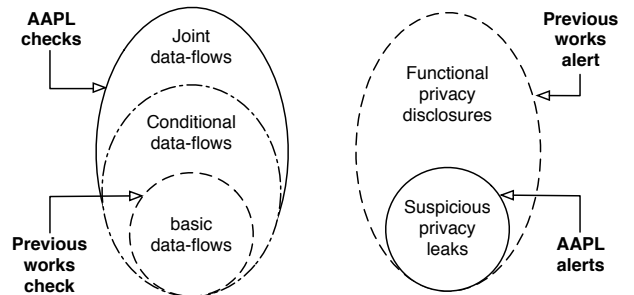 AAPL
checks
Joint
data-flows
Conditional
data-flows
basic
data-flows
Previous
works
check
Previous
works
alert
Functional
privacy
disclosures
Suspicious
privacy
leaks
AAPL
alerts